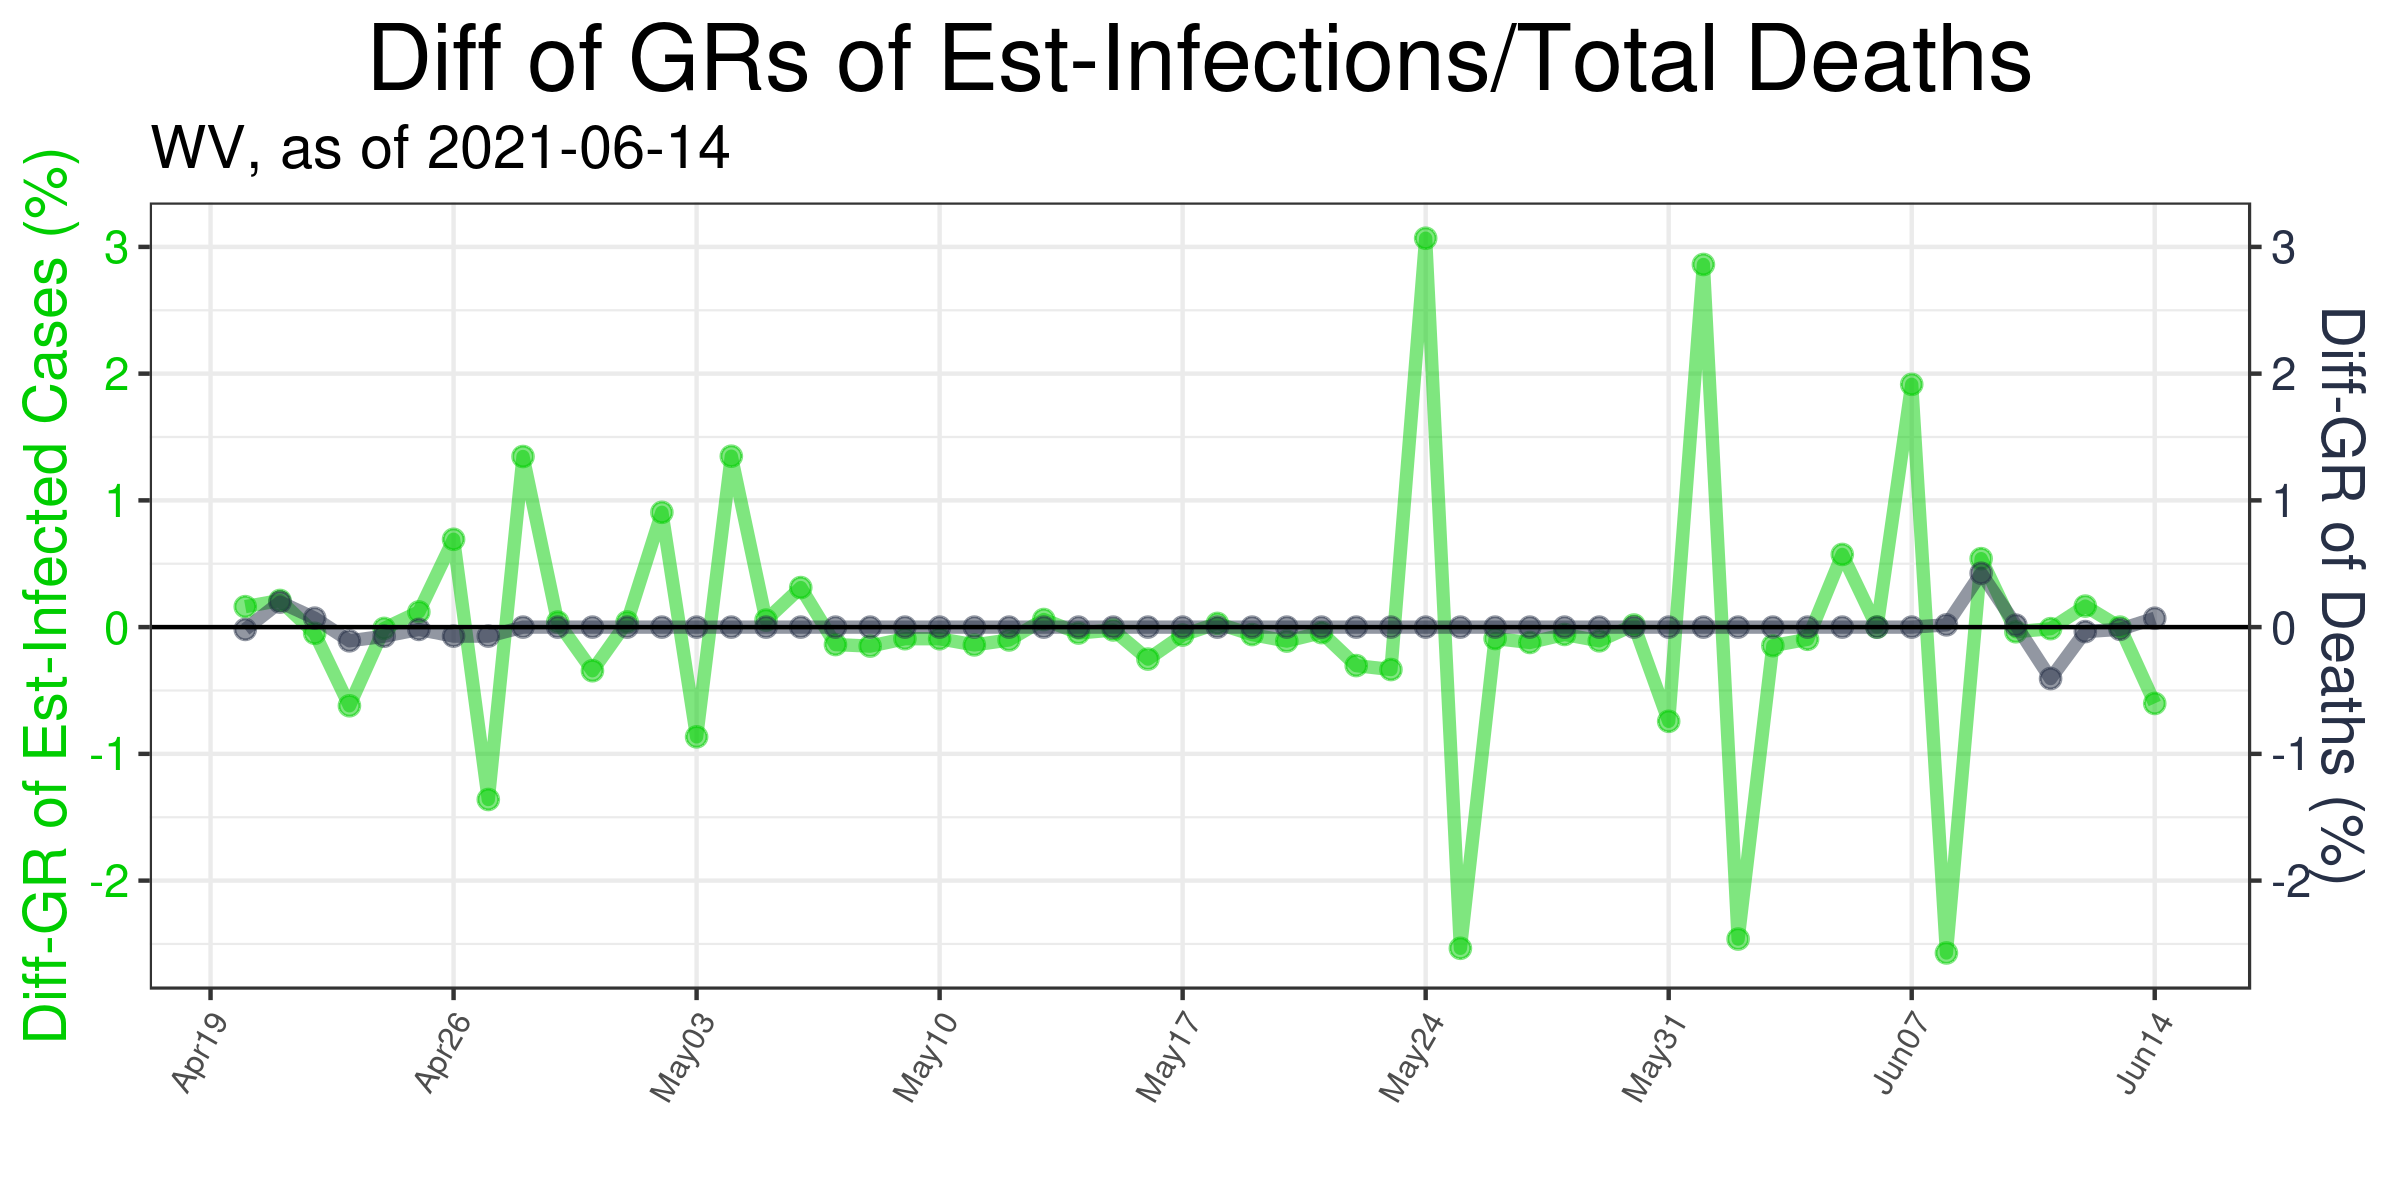 Diff of GRs of Est-Infections/Total Deaths
WV, as of 2021-06-14
Diff-GR of Est-Infected Cases (%)
3
2
1
0
-1
-2
3
2
1
0
-1
-2
Diff-GR of Deaths (%)
Apr19
Apr26
May03
May10
May17
May24
May31
Jun07
Jun14